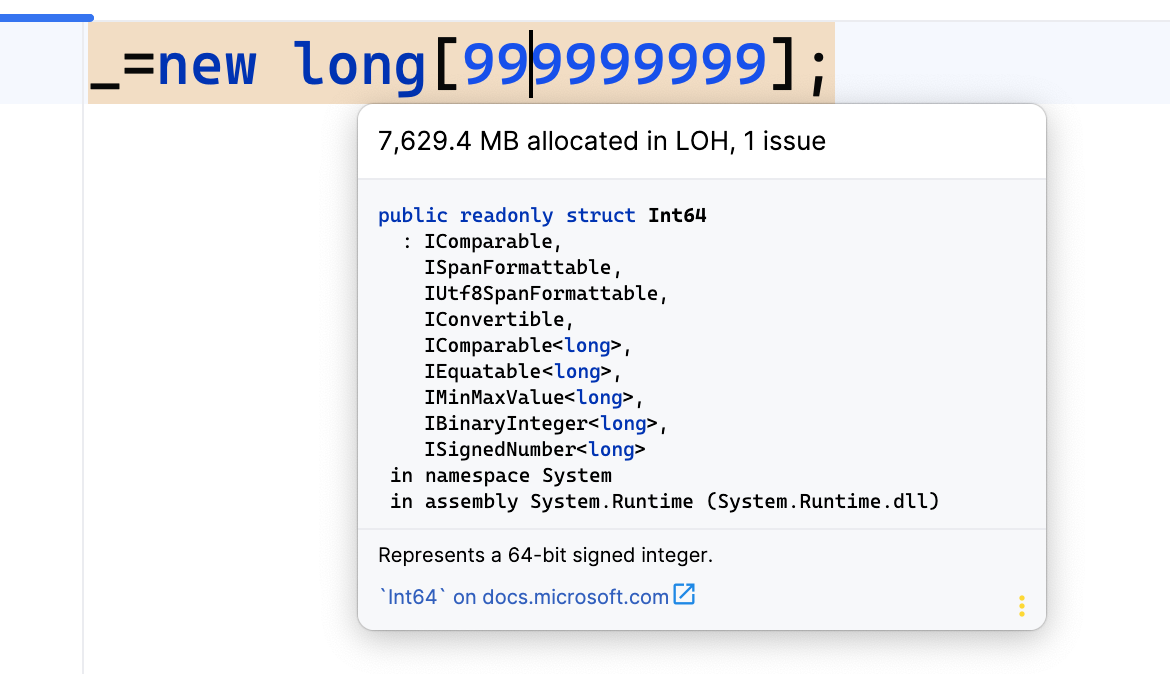 _=new long[999999999];
7,629.4 MB allocated in LOH, 1 issue
public readonly struct Int64
: IComparable,
ISpanFormattable,
IUtf8SpanFormattable,
IConvertible,
IComparable<long>,
IEquatable<long>,
IMinMaxValue<long>,
IBinaryInteger<long>,
ISignedNumber<long>
in namespace System
in assembly System.Runtime (System.Runtime.dll)
Represents a 64-bit signed integer.
`Int64` on docs.microsoft.com